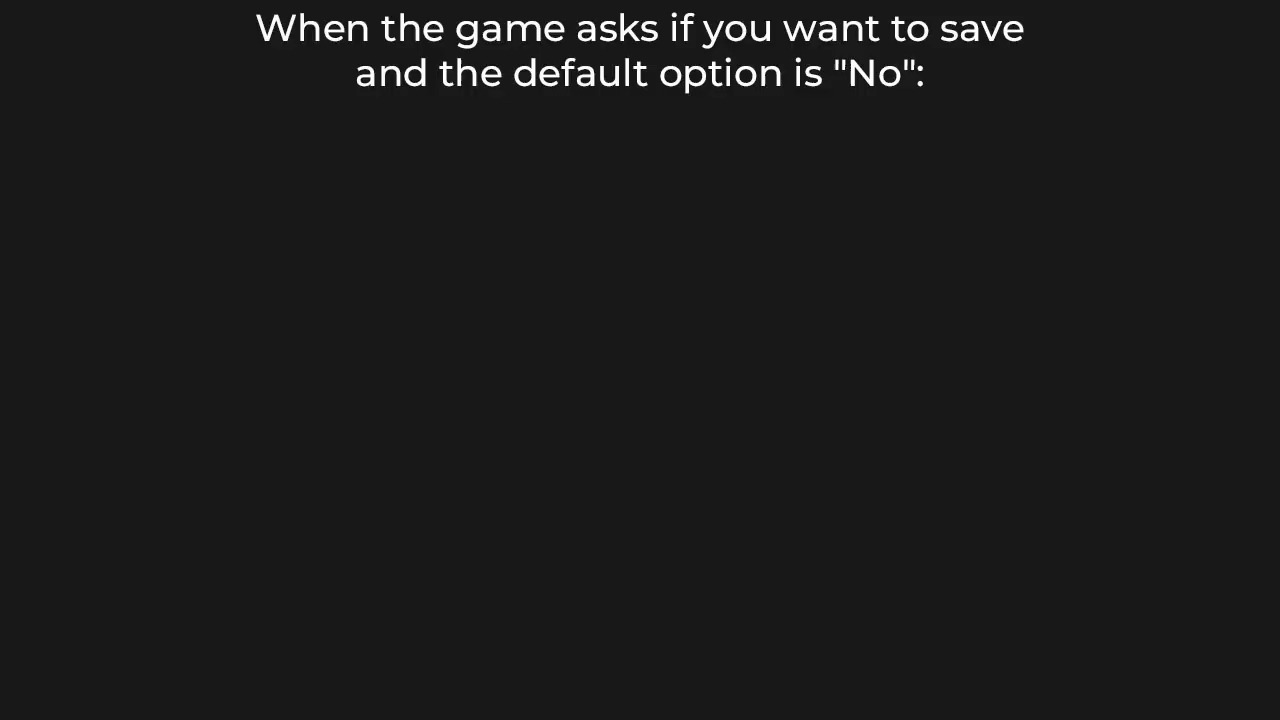 When the game asks if you want to save
and the default option is "No":